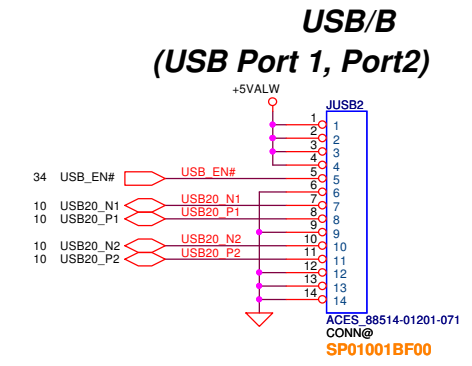 USB/B
(USB Port 1, Port2)
+5VALW
JUSB2
1 1
2 2
3 3
4 4
34 USB_EN# USB_EN# 5 5
6 6
10 USB20_N1 USB20_N1 7 7
10 USB20_P1 USB20_P1 8 8
9 9
10 USB20_N2 USB20_N2 10 10
10 USB20_P2 USB20_P2 11 11
12 12
13 13
14 14
ACES_88514-01201-071
CONN@
SP01001BF00